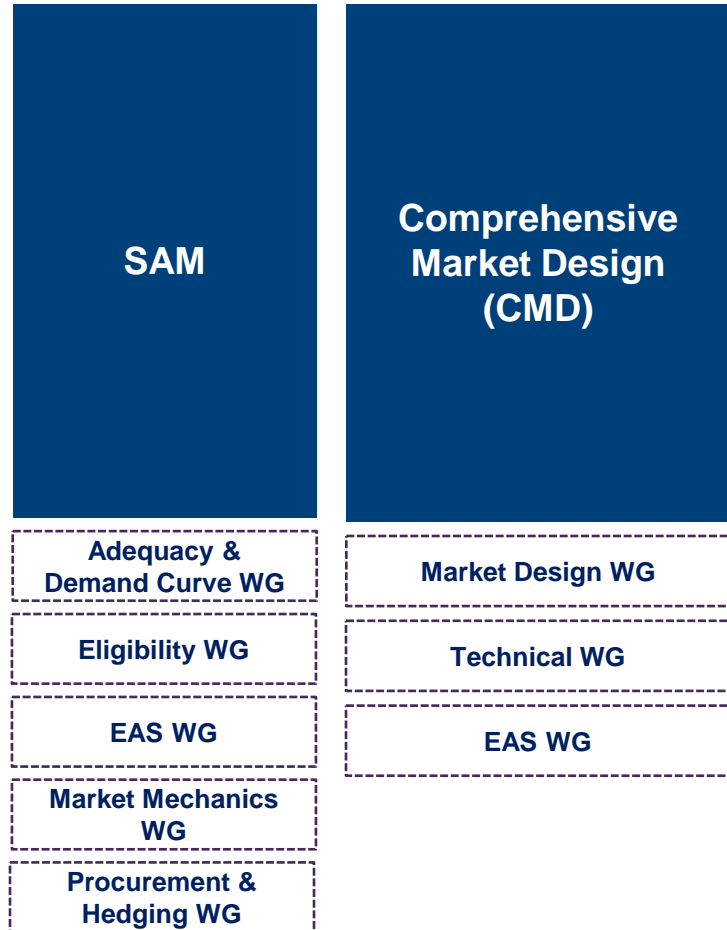 SAM
Adequacy &
Demand Curve WG
Eligibility WG
EAS WG
Market Mechanics
WG
Procurement &
Hedging WG
Comprehensive
Market Design
(CMD)
Market Design WG
Technical WG
EAS WG